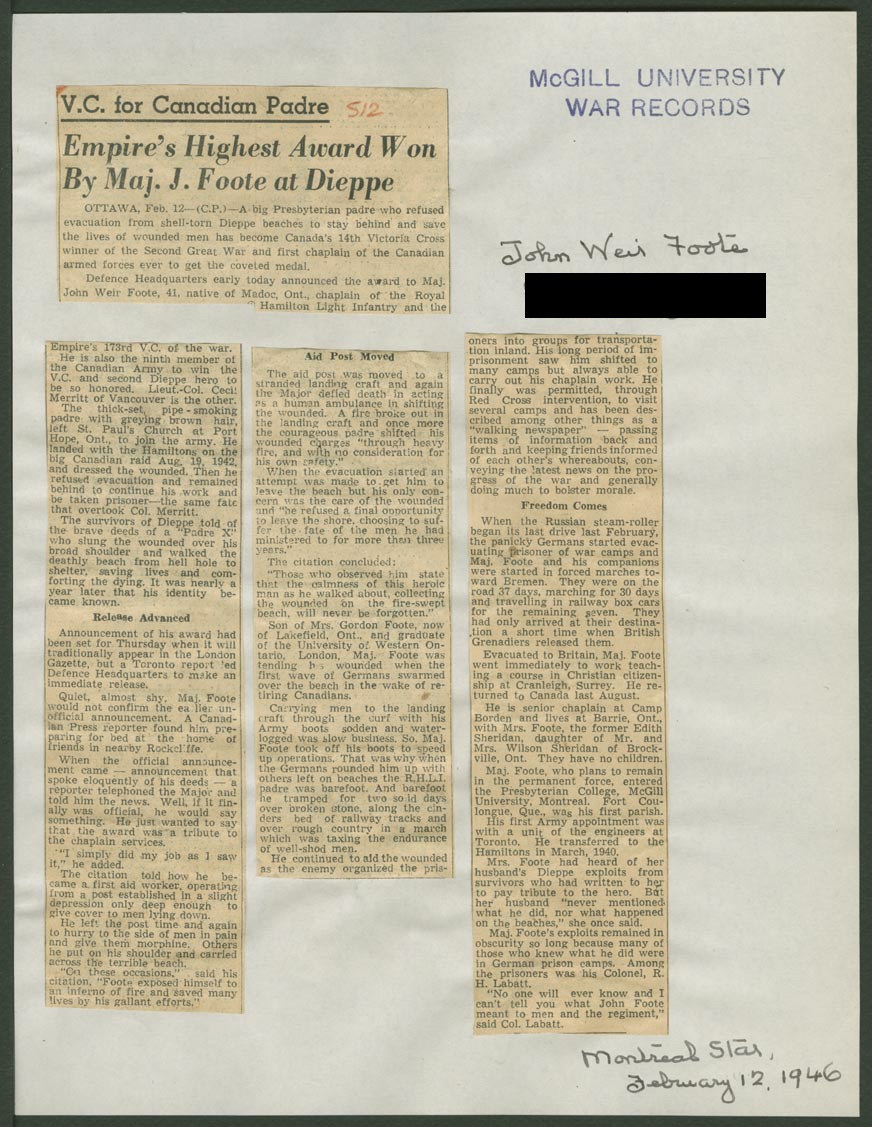 McGILL UNIVERSITY
WAR RECORDS
V.C. for Canadian Padre 512
Empire's Highest Award Won
By Maj. J. Foote at Dieppe
OTTAWA, Feb. 12—(C.P.)—A big Presbyterian padre who refused
evacuation from shell-torn Dieppe beaches to stay behind and save
the lives of wounded men has become Canada's 14th Victoria Cross
winner of the Second Great War and first chaplain of the Canadian
armed forces ever to get the coveted medal.
Defence Headquarters early today announced the award to Maj.
John Weir Foote, 41, native of Madoc, Ont., chaplain of the Royal
Hamilton Light Infantry and the
John Weir Foote
Empire's 173rd V.C. of the war.
He is also the ninth member of
the Canadian Army to win the
V.C. and second Dieppe hero to
be so honored. Lieut.-Col. Cecil
Merritt of Vancouver is the other.
The thick-set, pipe-smoking
padre with greying brown hair,
left St. Paul's Church at Port
Hope, Ont., to join the army. He
landed with the Hamiltons on the
big Canadian raid Aug. 19, 1942,
and dressed the wounded. Then he
refused evacuation and remained
behind to continue his work and
be taken prisoner—the same fate
that overtook Col. Merritt.
The survivors of Dieppe told of
the brave deeds of a "Padre X"
who slung the wounded over his
broad shoulder and walked the
deathly beach from hell hole to
shelter, saving lives and com-
forting the dying. It was nearly a
year later that his identity be-
came known.
Release Advanced
Announcement of his award had
been set for Thursday when it will
traditionally appear in the London
Gazette, but a Toronto report led
Defence Headquarters to make an
immediate release.
Quiet, almost shy, Maj. Foote
would not confirm the earlier un-
official announcement. A Canad-
ian Press reporter found him pre-
paring for bed at the home of
friends in nearby Rockcliffe.
When the official announce-
ment came — announcement that
spoke eloquently of his deeds — a
reporter telephoned the Major and
told him the news. Well, if it fin-
ally was official, he would say
something. He just wanted to say
that the award was a tribute to
the chaplain services.
"I simply did my job as I saw
it," he added.
The citation told how he be-
came a first aid worker, operating
from a post established in a slight
depression only deep enough to
give cover to men lying down.
He left the post time and again
to hurry to the side of men in pain
and give them morphine. Others
he put on his shoulder and carried
across the terrible beach.
"On these occasions," said his
citation, "Foote exposed himself to
an inferno of fire and saved many
lives by his gallant efforts."
Aid Post Moved
The aid post was moved to a
stranded landing craft and again
the Major defied death in acting
as a human ambulance in shifting
the wounded. A fire broke out in
the landing craft and once more
the courageous padre shifted his
wounded charges "through heavy
fire, and with no consideration for
his own safety."
When the evacuation started an
attempt was made to get him to
leave the beach but his only con-
cern was the care of the wounded
and "he refused a final opportunity
to leave the shore, choosing to suf-
fer the fate of the men he had
ministered to for more then three
years."
The citation concluded:
"Those who observed him state
that the calmness of this heroic
man as he walked about, collecting
the wounded on the fire-swept
beach, will never be forgotten."
Son of Mrs. Gordon Foote, now
of Lakefield, Ont., and graduate
of the University of Western On-
tario, London, Maj. Foote was
tending his wounded when the
first wave of Germans swarmed
over the beach in the wake of re-
tiring Canadians.
Carrying men to the landing
craft through the surf with his
Army boots sodden and water-
logged was slow business. So, Maj.
Foote took off his boots to speed
up operations. That was why when
the Germans rounded him up with
others left on beaches the R.H.L.I.
padre was barefoot. And barefoot
he tramped for two solid days
over broken stone, along the cin-
ders bed of railway tracks and
over rough country in a march
which was taxing the endurance
of well-shod men.
He continued to aid the wounded
as the enemy organized the pris-
oners into groups for transporta-
tion inland. His long period of im-
prisonment saw him shifted to
many camps but always able to
carry out his chaplain work. He
finally was permitted, through
Red Cross intervention, to visit
several camps and has been des-
cribed among other things as a
"walking newspaper" — passing
items of information back and
forth and keeping friends informed
of each other's whereabouts, con-
veying the latest news on the pro-
gress of the war and generally
doing much to bolster morale.
Freedom Comes
When the Russian steam-roller
began its last drive last February,
the panicky Germans started evac-
uating prisoner of war camps and
Maj. Foote and his companions
were started in forced marches to-
ward Bremen. They were on the
road 37 days, marching for 30 days
and travelling in railway box cars
for the remaining seven. They
had only arrived at their destina-
tion a short time when British
Grenadiers released them.
Evacuated to Britain, Maj. Foote
went immediately to work teach-
ing a course in Christian citizen-
ship at Cranleigh, Surrey. He re-
turned to Canada last August.
He is senior chaplain at Camp
Borden and lives at Barrie, Ont.,
with Mrs. Foote, the former Edith
Sheridan, daughter of Mr. and
Mrs. Wilson Sheridan of Brock-
ville, Ont. They have no children.
Maj. Foote, who plans to remain
in the permanent force, entered
the Presbyterian College, McGill
University, Montreal. Fort Cou-
longue, Que., was his first parish.
His first Army appointment was
with a unit of the engineers at
Toronto. He transferred to the
Hamiltons in March, 1940.
Mrs. Foote had heard of her
husband's Dieppe exploits from
survivors who had written to her
to pay tribute to the hero. But
her husband "never mentioned
what he did, nor what happened
on the beaches," she once said.
Maj. Foote's exploits remained in
obscurity so long because many of
those who knew what he did were
in German prison camps. Among
the prisoners was his Colonel, R.
H. Labatt.
"No one will ever know and I
can't tell you what John Foote
meant to men and the regiment,"
said Col. Labatt.
Montreal Star,
February 12, 1946